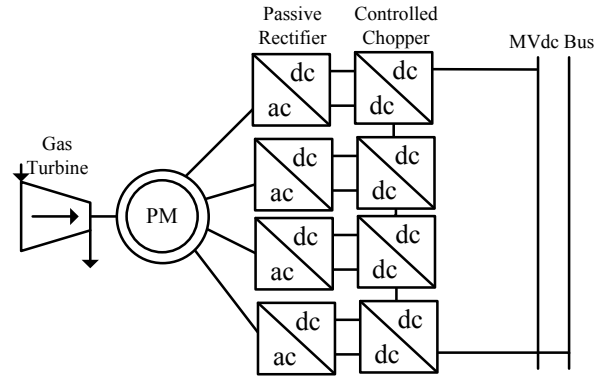 Passive
Rectifier
Controlled
Chopper
MVdc Bus
Gas
Turbine
PM
dc
ac
dc
dc
dc
ac
dc
dc
dc
ac
dc
dc
dc
ac
dc
dc